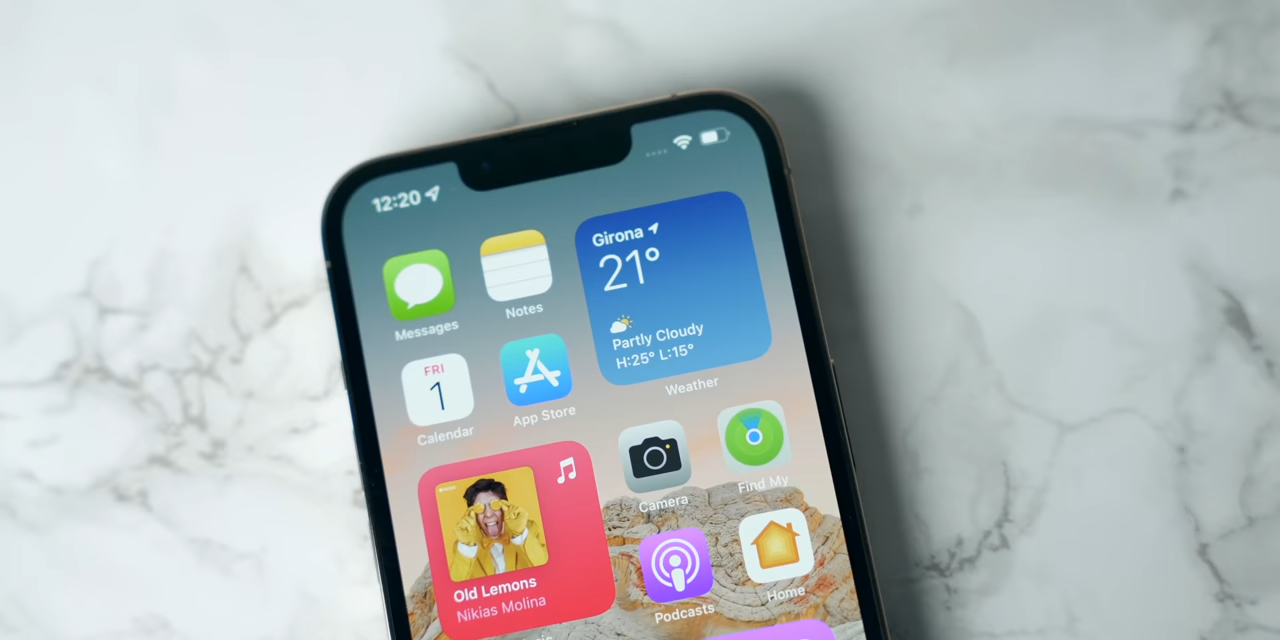 12:20
Messages
Notes
Girona
21°
Partly Cloudy
H:25° L:15°
Weather
FRI
1
Calendar
App Store
Camera
Find My
Old Lemons
Nikias Molina
Podcasts
Home